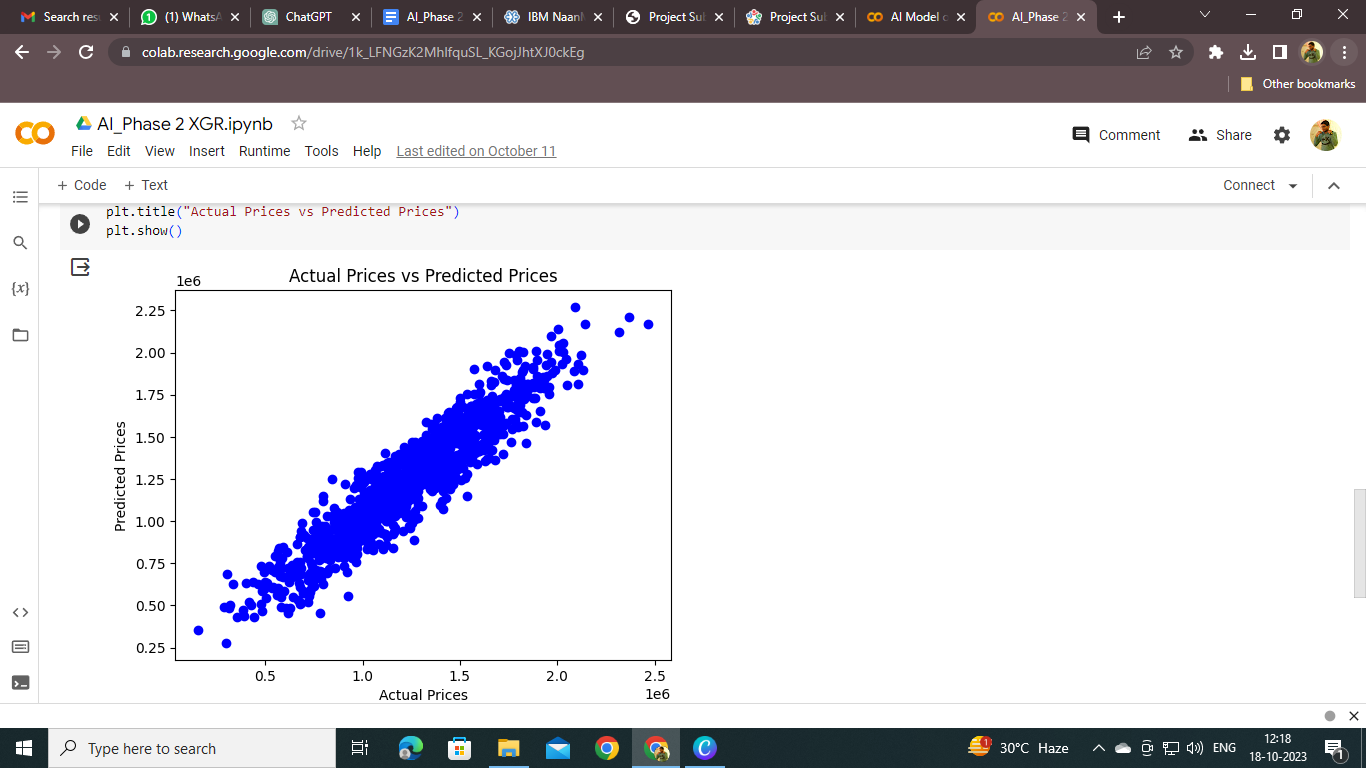 Search res
(1) WhatsA
ChatGPT
AI_Phase 2
IBM Naan
Project Sul
Project Sul
AI Model c
AI_Phase 2
colab.research.google.com/drive/
Other bookmarks
AI_Phase 2 XGR.ipynb
File Edit View Insert Runtime Tools Help Last edited on October 11
Comment
Share
+ Code + Text
Connect
plt.title("Actual Prices vs Predicted Prices")
plt.show()
{x}
Actual Prices vs Predicted Prices
1e6
2.25
2.00
1.75
1.50
1.25
1.00
0.75
0.50
0.25
Predicted Prices
0.5 1.0 1.5 2.0 2.5
Actual Prices
1e6
Type here to search
1
30°C Haze
ENG
12:18
18-10-2023
1